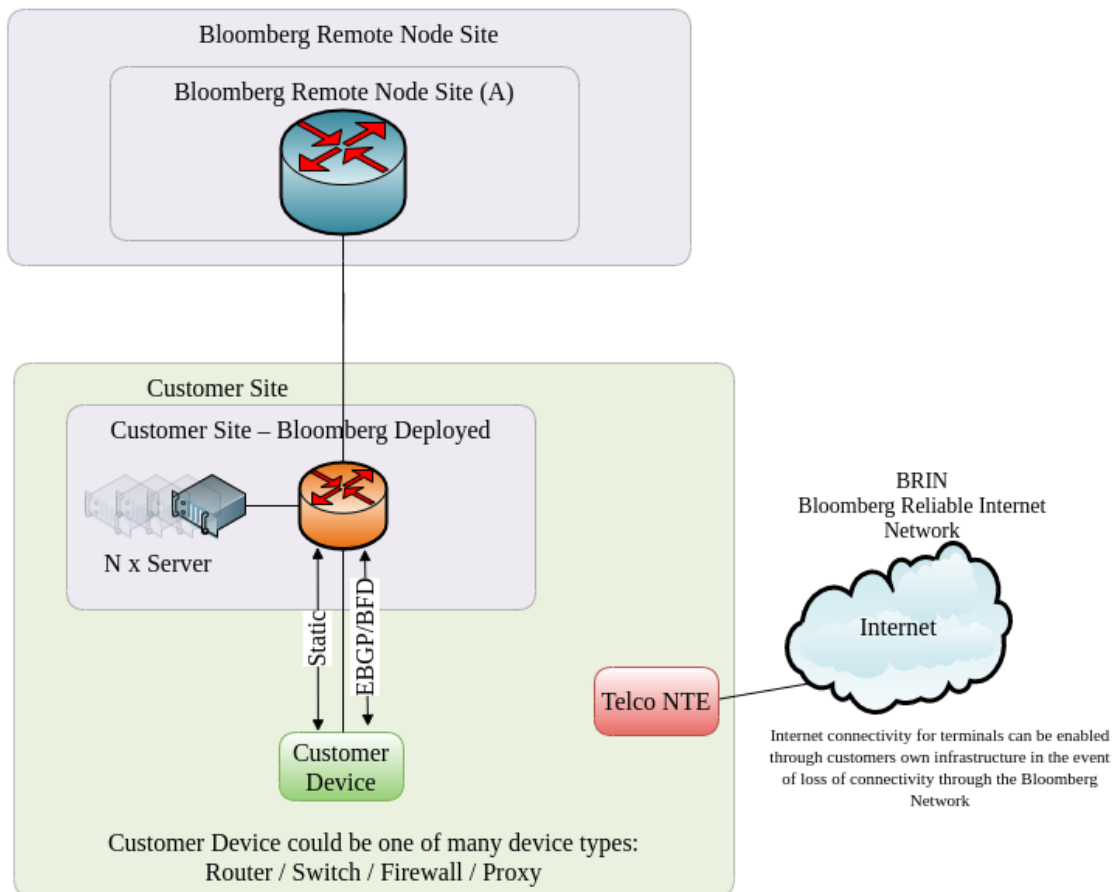 Bloomberg Remote Node Site
Bloomberg Remote Node Site (A)
Customer Site
Customer Site – Bloomberg Deployed
N x Server
Static
EBGP/BFD
Customer
Device
Customer Device could be one of many device types:
Router / Switch / Firewall / Proxy
Telco NTE
BRIN
Bloomberg Reliable Internet
Network
Internet
Internet connectivity for terminals can be enabled
through customers own infrastructure in the event
of loss of connectivity through the Bloomberg
Network